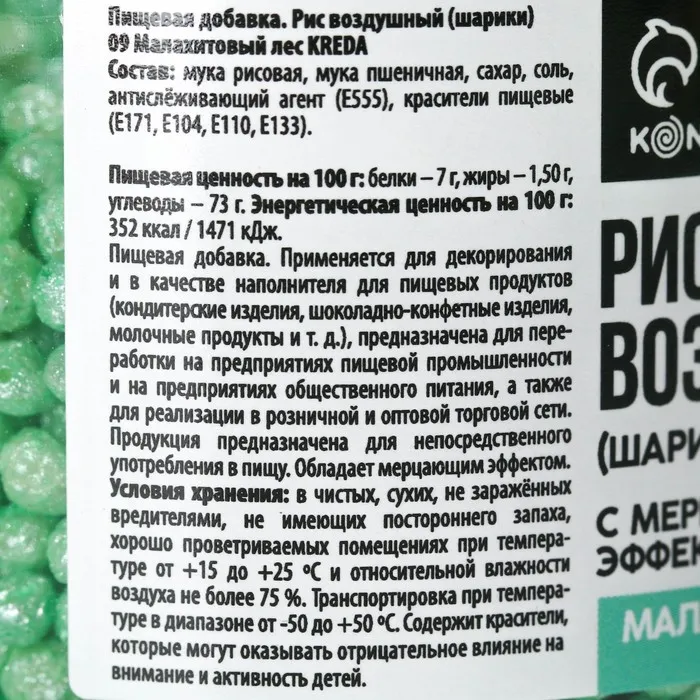 Пищевая добавка. Рис воздушный (шарики)
09 Малахитовый лес KREDA
Состав: мука рисовая, мука пшеничная, сахар, соль,
антислёживающий агент (Е555), красители пищевые
(Е171, Е104, Е110, Е133).
Пищевая ценность на 100 г: белки – 7 г, жиры – 1,50 г,
углеводы – 73 г. Энергетическая ценность на 100 г:
352 ккал / 1471 кДж.
Пищевая добавка. Применяется для декорирования
и в качестве наполнителя для пищевых продуктов
(кондитерские изделия, шоколадно-конфетные изделия,
молочные продукты и т. д.), предназначена для пере-
работки на предприятиях пищевой промышленности
и на предприятиях общественного питания, а также
для реализации в розничной и оптовой торговой сети.
Продукция предназначена для непосредственного
употребления в пищу. Обладает мерцающим эффектом.
Условия хранения: в чистых, сухих, не заражённых
вредителями, не имеющих постороннего запаха,
хорошо проветриваемых помещениях при темпера-
туре от +15 до +25 ºС и относительной влажности
воздуха не более 75 %. Транспортировка при темпера-
туре в диапазоне от -50 до +50 ºС. Содержит красители,
которые могут оказывать отрицательное влияние на
внимание и активность детей.
KON
РИС
ВОЗ
(ШАРИ
С МЕР
ЭФФЕК
МАЛ